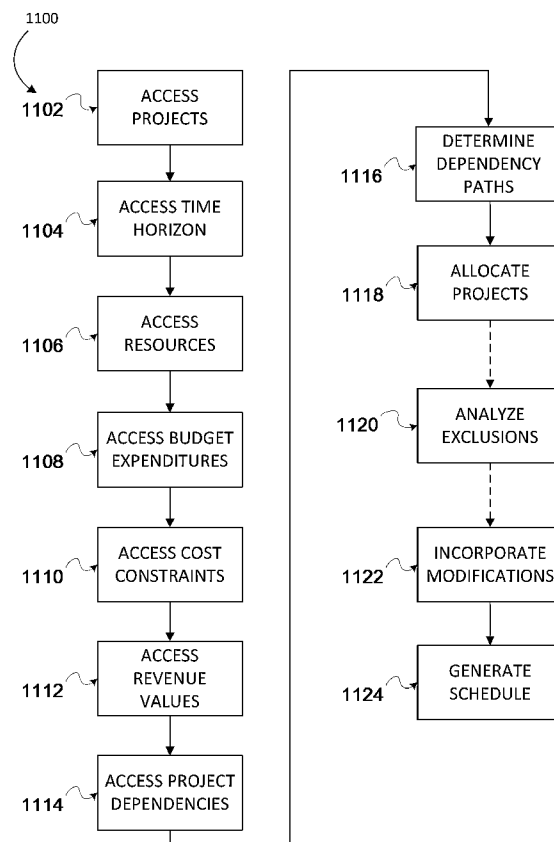 1100
1102
ACCESS
PROJECTS
1104
ACCESS TIME
HORIZON
1106
ACCESS
RESOURCES
1108
ACCESS BUDGET
EXPENDITURES
1110
ACCESS COST
CONSTRAINTS
1112
ACCESS
REVENUE
VALUES
1114
ACCESS PROJECT
DEPENDENCIES
1116
DETERMINE
DEPENDENCY
PATHS
1118
ALLOCATE
PROJECTS
1120
ANALYZE
EXCLUSIONS
1122
INCORPORATE
MODIFICATIONS
1124
GENERATE
SCHEDULE